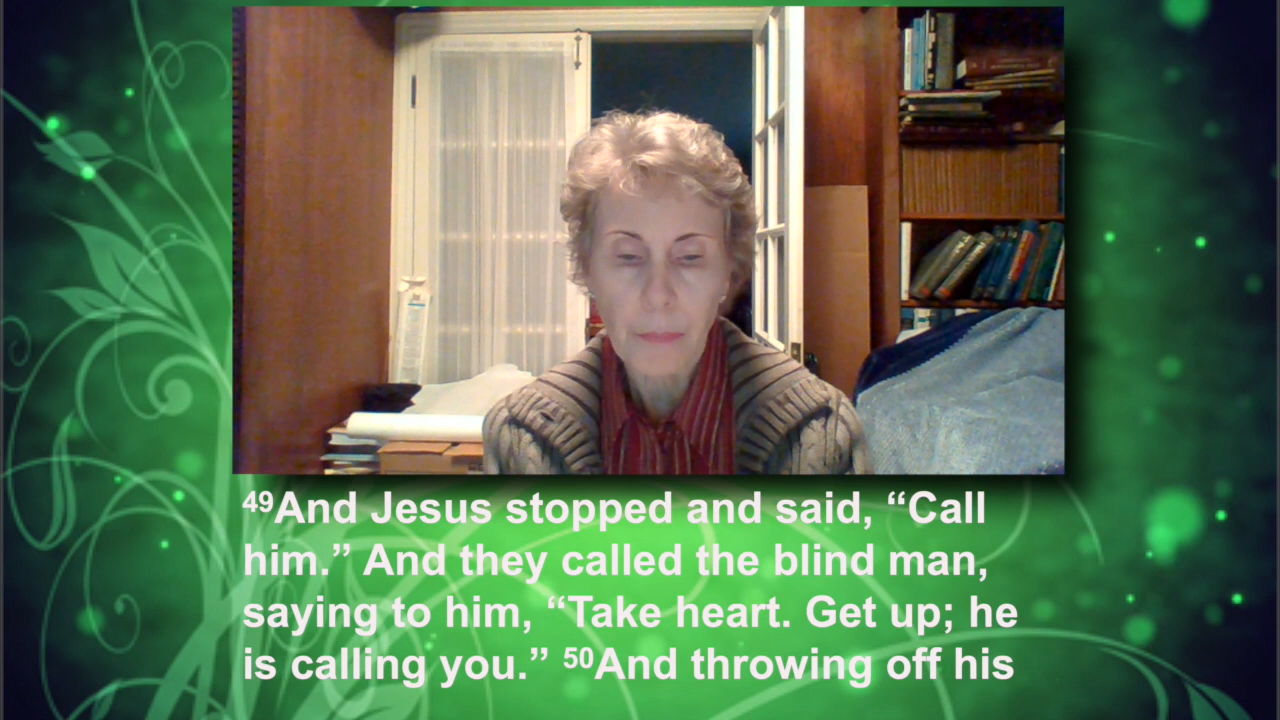 ⁴⁹And Jesus stopped and said, “Call
him.” And they called the blind man,
saying to him, “Take heart. Get up; he
is calling you.” ⁵⁰And throwing off his